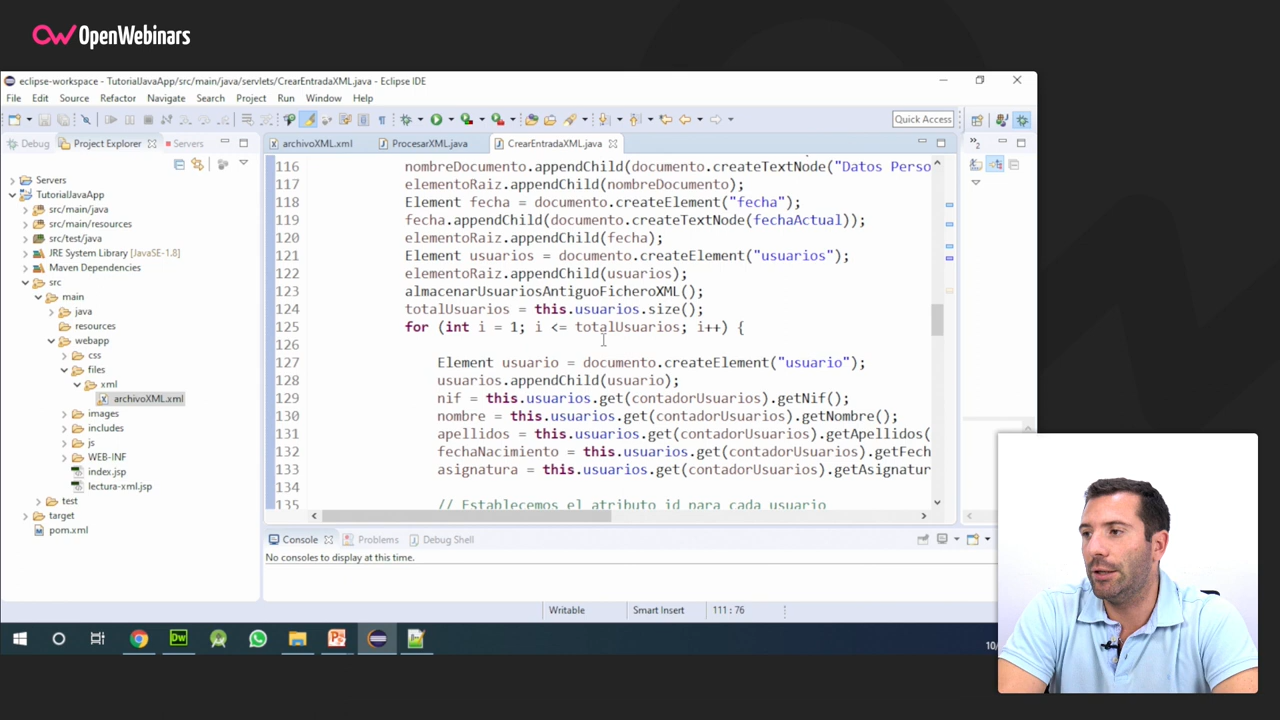 OpenWebinars
eclipse-workspace - TutorialJavaApp/src/main/java/servlets/CrearEntradaXML.java - Eclipse IDE
File Edit Source Refactor Navigate Search Project Run Window Help
Quick Access
Debug Project Explorer Servers
archivoXML.xml ProcesarXML.java CrearEntradaXML.java
Servers
TutorialJavaApp
src/main/java
src/main/resources
src/test/java
JRE System Library [JavaSE-1.8]
Maven Dependencies
src
main
java
resources
webapp
css
files
xml
archivoXML.xml
images
includes
js
WEB-INF
index.jsp
lectura-xml.jsp
test
target
pom.xml
116 nombreDocumento.appendChild(documento.createTextNode("Datos Perso
117 elementoRaiz.appendChild(nombreDocumento);
118 Element fecha = documento.createElement("fecha");
119 fecha.appendChild(documento.createTextNode(fechaActual));
120 elementoRaiz.appendChild(fecha);
121 Element usuarios = documento.createElement("usuarios");
122 elementoRaiz.appendChild(usuarios);
123 almacenarUsuariosAntiguoFicheroXML();
124 totalUsuarios = this.usuarios.size();
125 for (int i = 1; i <= totalUsuarios; i++) {
126
127 Element usuario = documento.createElement("usuario");
128 usuarios.appendChild(usuario);
129 nif = this.usuarios.get(contadorUsuarios).getNif();
130 nombre = this.usuarios.get(contadorUsuarios).getNombre();
131 apellidos = this.usuarios.get(contadorUsuarios).getApellidos(
132 fechaNacimiento = this.usuarios.get(contadorUsuarios).getFech
133 asignatura = this.usuarios.get(contadorUsuarios).getAsignatur
134
135 // Establecemos el atributo id para cada usuario
Console Problems Debug Shell
No consoles to display at this time.
Writable Smart Insert 111 : 76
Dw
10/